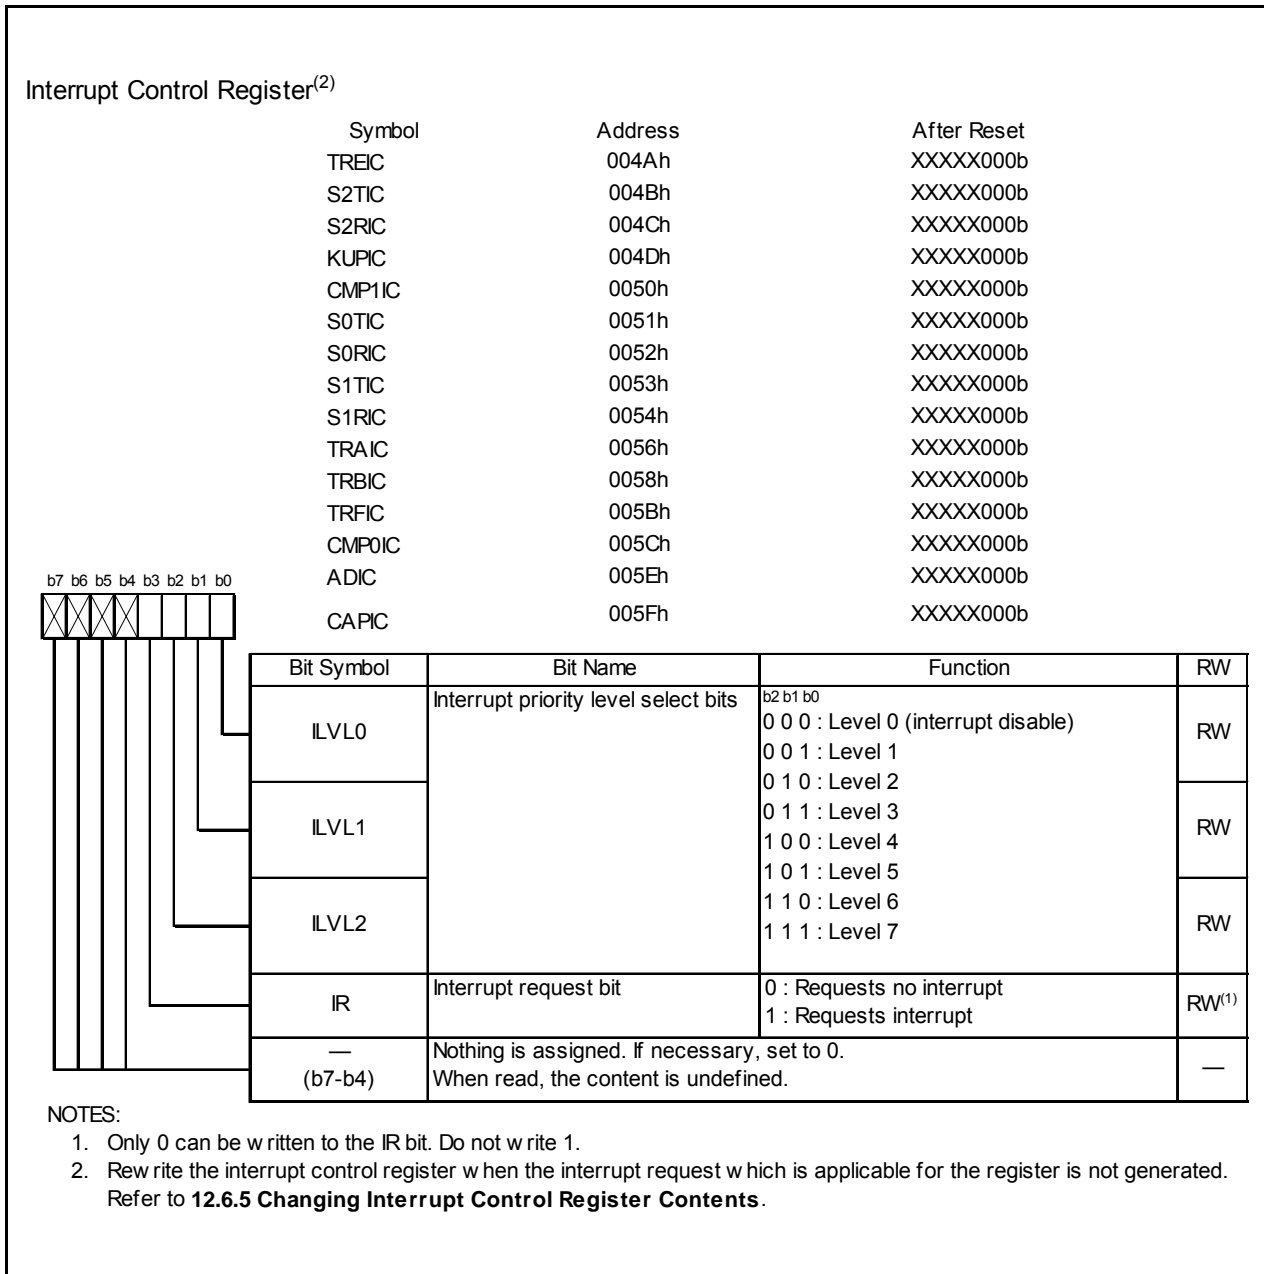 Interrupt Control Register(2)
Symbol Address After Reset
TREIC 004Ah XXXXX000b
S2TIC 004Bh XXXXX000b
S2RIC 004Ch XXXXX000b
KUPIC 004Dh XXXXX000b
CMP1IC 0050h XXXXX000b
S0TIC 0051h XXXXX000b
S0RIC 0052h XXXXX000b
S1TIC 0053h XXXXX000b
S1RIC 0054h XXXXX000b
TRAIC 0056h XXXXX000b
TRBIC 0058h XXXXX000b
TRFIC 005Bh XXXXX000b
CMP0IC 005Ch XXXXX000b
ADIC 005Eh XXXXX000b
CAPIC 005Fh XXXXX000b
b7 b6 b5 b4 b3 b2 b1 b0
Bit Symbol Bit Name Function RW
ILVL0 Interrupt priority level select bits b2 b1 b0 RW
0 0 0 : Level 0 (interrupt disable)
0 0 1 : Level 1
0 1 0 : Level 2
ILVL1 0 1 1 : Level 3 RW
1 0 0 : Level 4
1 0 1 : Level 5
ILVL2 1 1 0 : Level 6 RW
1 1 1 : Level 7
IR Interrupt request bit 0 : Requests no interrupt RW(1)
1 : Requests interrupt
— Nothing is assigned. If necessary, set to 0. —
(b7-b4) When read, the content is undefined.
NOTES:
1. Only 0 can be written to the IR bit. Do not write 1.
2. Rewrite the interrupt control register when the interrupt request which is applicable for the register is not generated.
Refer to 12.6.5 Changing Interrupt Control Register Contents.